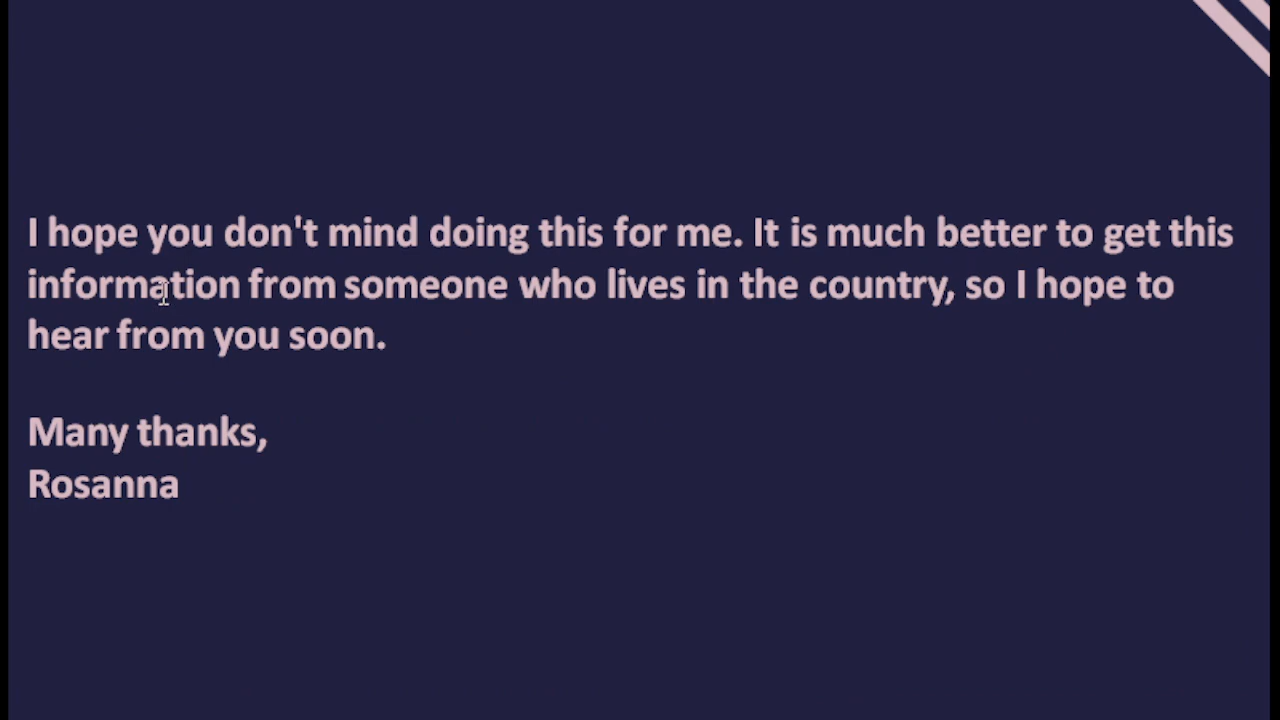 I hope you don't mind doing this for me. It is much better to get this
information from someone who lives in the country, so I hope to
hear from you soon.
Many thanks,
Rosanna